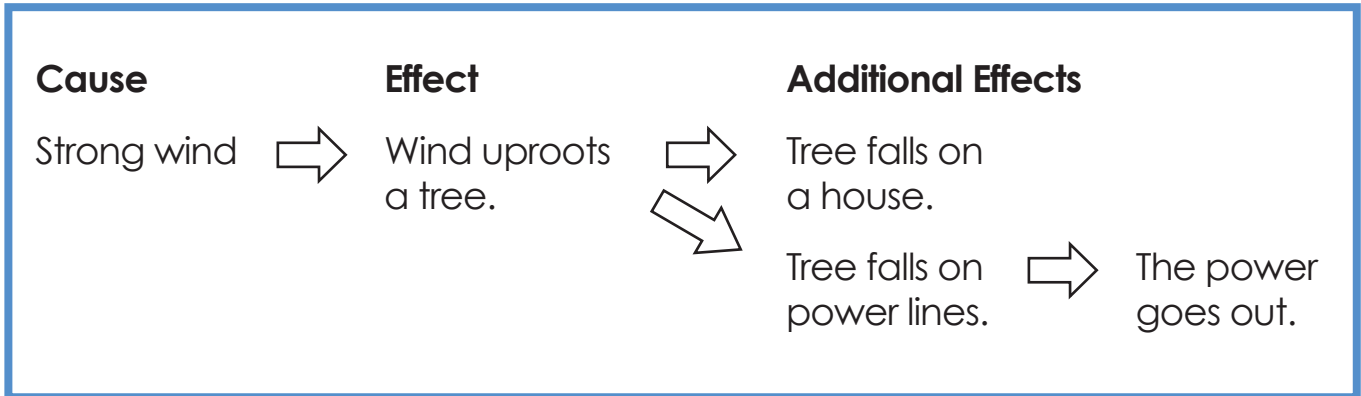 Cause
Effect
Additional Effects
Strong wind
Wind uproots
a tree.
Tree falls on
a house.
Tree falls on
power lines.
The power
goes out.